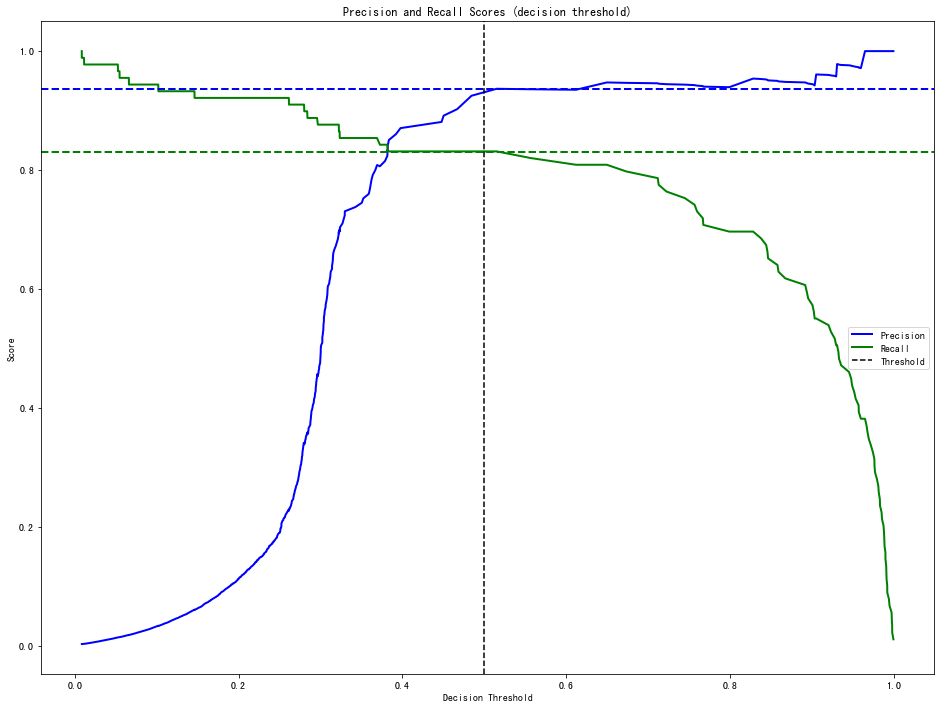 Precision and Recall Scores (decision threshold)
1.0
0.8
0.6
0.4
0.2
0.0
Score
Precision
Recall
Threshold
0.0 0.2 0.4 0.6 0.8 1.0
Decision Threshold